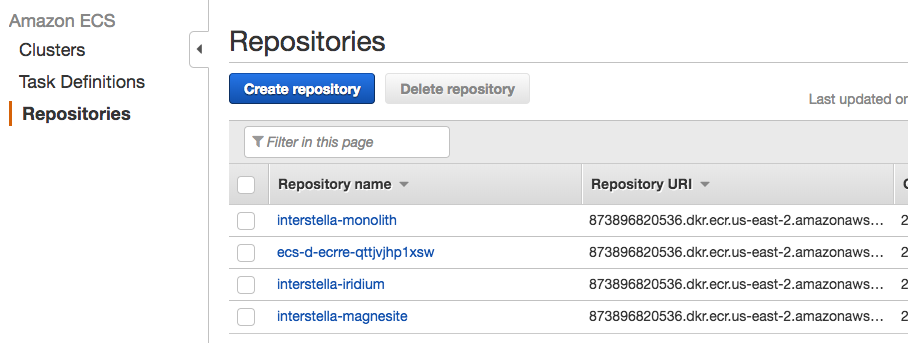 Amazon ECS
Clusters
Task Definitions
Repositories
Repositories
Create repository Delete repository
Last updated on
Filter in this page
Repository name Repository URI
interstella-monolith 873896820536.dkr.ecr.us-east-2.amazonaws... 2
ecs-d-ecrre-qttjvjhp1xsw 873896820536.dkr.ecr.us-east-2.amazonaws... 2
interstella-iridium 873896820536.dkr.ecr.us-east-2.amazonaws... 2
interstella-magnesite 873896820536.dkr.ecr.us-east-2.amazonaws... 2